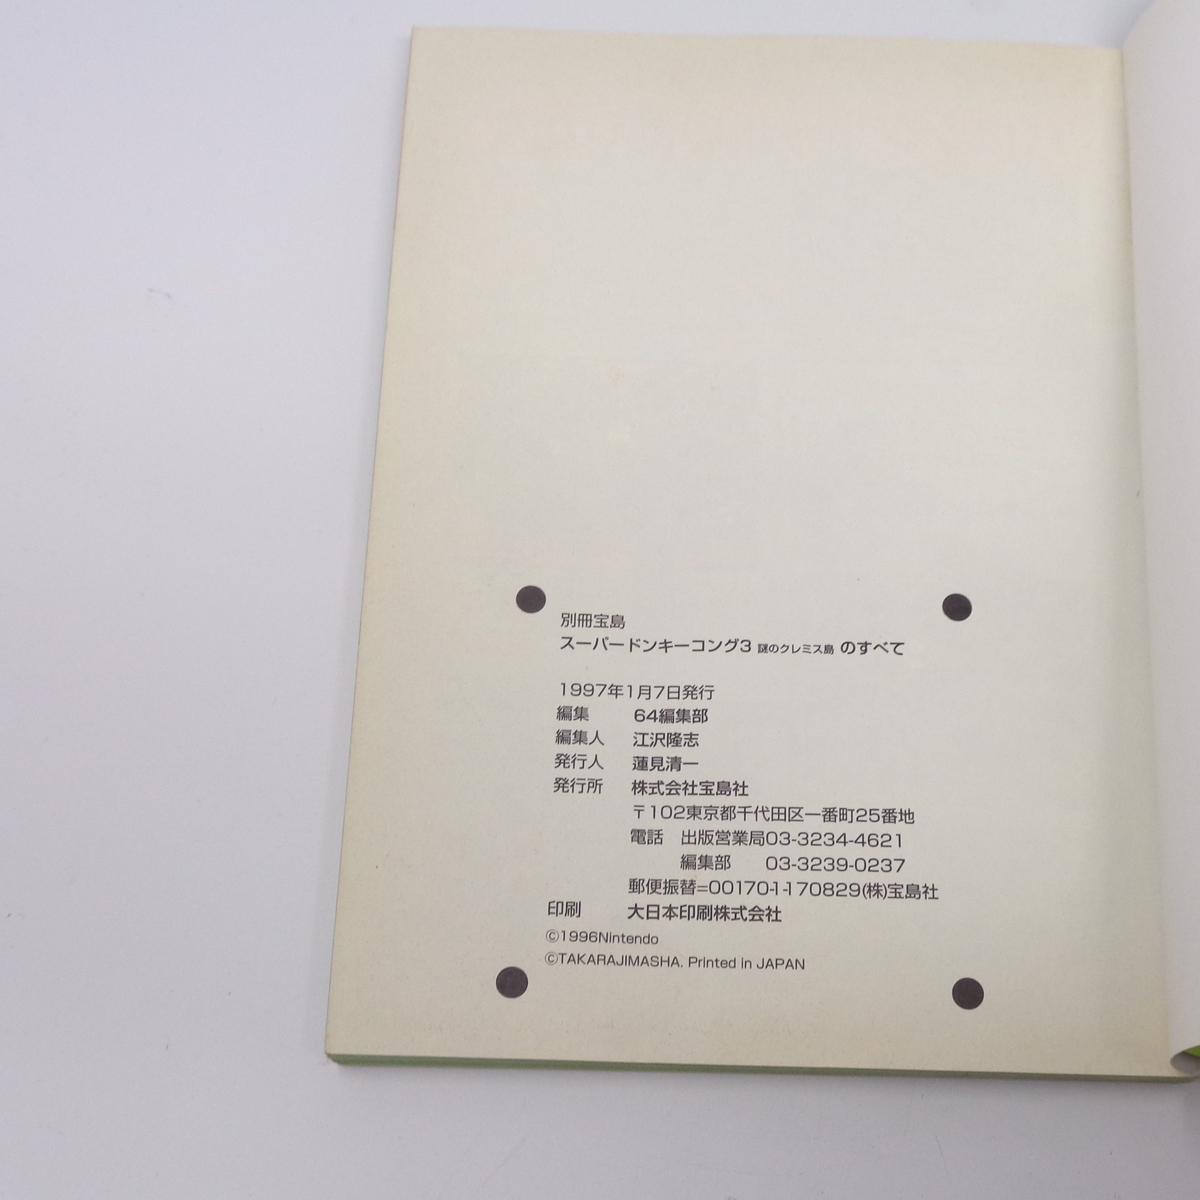 別冊宝島
スーパードンキーコング3 謎のクレミス島 のすべて
1997年1月7日発行
編集 64編集部
編集人 江沢隆志
発行人 蓮見清一
発行所 株式会社宝島社
〒102東京都千代田区一番町25番地
電話 出版営業局03-3234-4621
編集部 03-3239-0237
郵便振替=00170-1-170829(株)宝島社
印刷 大日本印刷株式会社
©1996Nintendo
©TAKARAJIMASHA. Printed in JAPAN